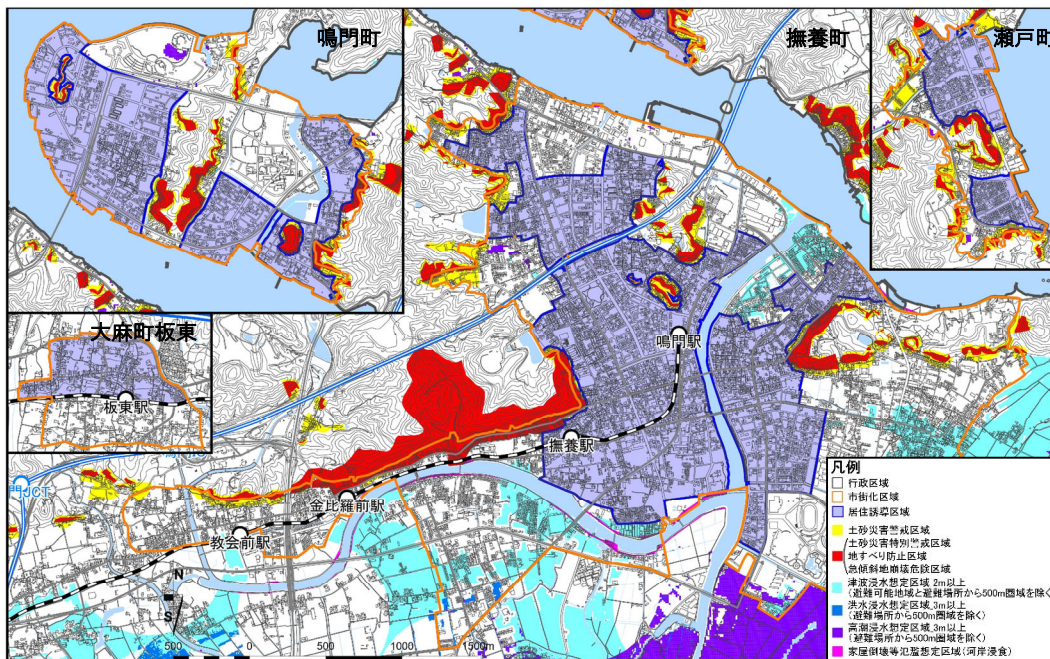 鳴門町
撫養町
瀬戸町
大麻町板東
板東駅
鳴門駅
撫養駅
金比羅前駅
教会前駅
門JCT
N
S
500
0
500
1000
1500m
凡例
行政区域
市街化区域
居住誘導区域
土砂災害警戒区域
/土砂災害特別警戒区域
地すべり防止区域
急傾斜地崩壊危険区域
津波浸水想定区域_2m以上
(避難可能地域と避難場所から500m圏域を除く)
洪水浸水想定区域_3m以上
(避難場所から500m圏域を除く)
高潮浸水想定区域_3m以上
(避難場所から500m圏域を除く)
家屋倒壊等氾濫想定区域(河岸浸食)